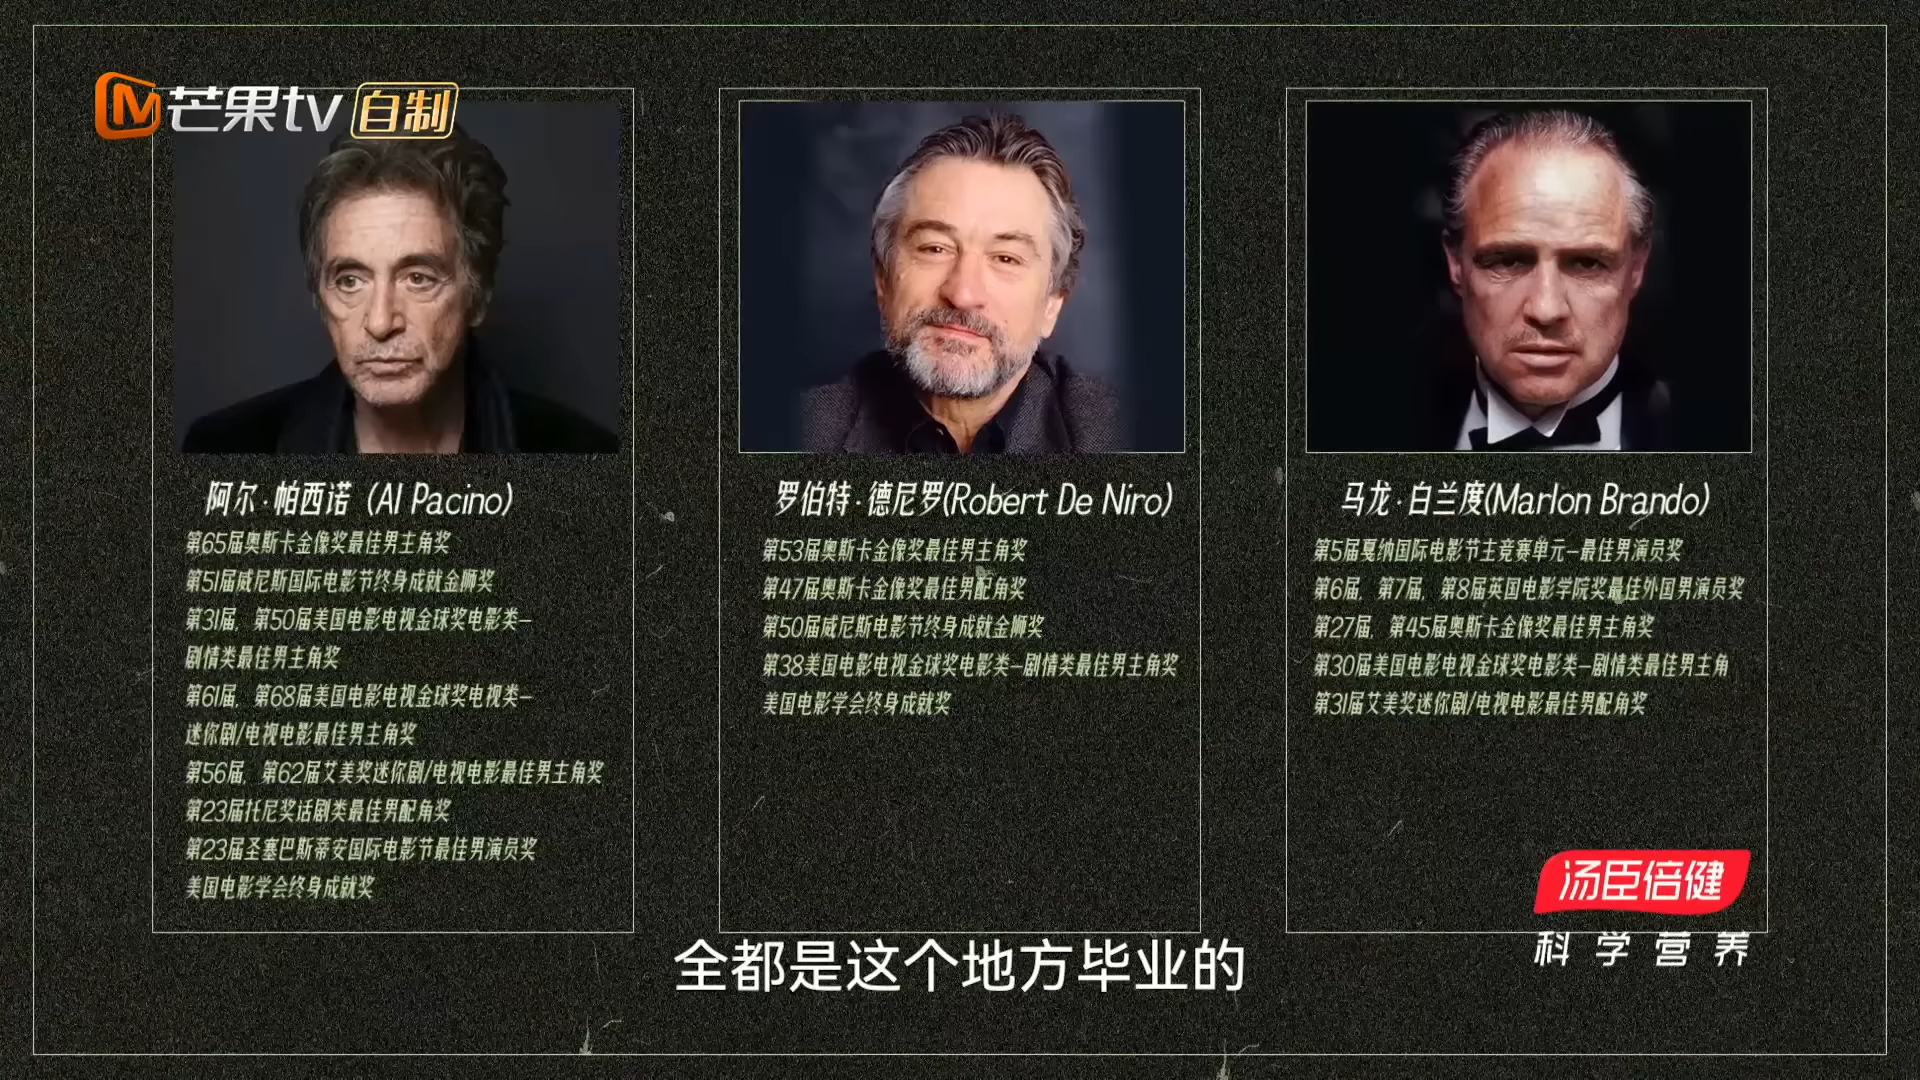 芒果tv 自制
阿尔·帕西诺 (Al Pacino)
第65届奥斯卡金像奖最佳男主角奖
第51届威尼斯国际电影节终身成就金狮奖
第31届，第50届美国电影电视金球奖电影类-
剧情类最佳男主角奖
第61届，第68届美国电影电视金球奖电视类-
迷你剧/电视电影最佳男主角奖
第56届，第62届艾美奖迷你剧/电视电影最佳男主角奖
第23届托尼奖话剧类最佳男配角奖
第23届圣塞巴斯蒂安国际电影节最佳男演员奖
美国电影学会终身成就奖
罗伯特·德尼罗(Robert De Niro)
第53届奥斯卡金像奖最佳男主角奖
第47届奥斯卡金像奖最佳男配角奖
第50届威尼斯电影节终身成就金狮奖
第38美国电影电视金球奖电影类-剧情类最佳男主角奖
美国电影学会终身成就奖
马龙·白兰度(Marlon Brando)
第5届戛纳国际电影节主竞赛单元-最佳男演员奖
第6届，第7届，第8届英国电影学院奖最佳外国男演员奖
第27届，第45届奥斯卡金像奖最佳男主角奖
第30届美国电影电视金球奖电影类-剧情类最佳男主角
第31届艾美奖迷你剧/电视电影最佳男配角奖
汤臣倍健
科学营养
全都是这个地方毕业的